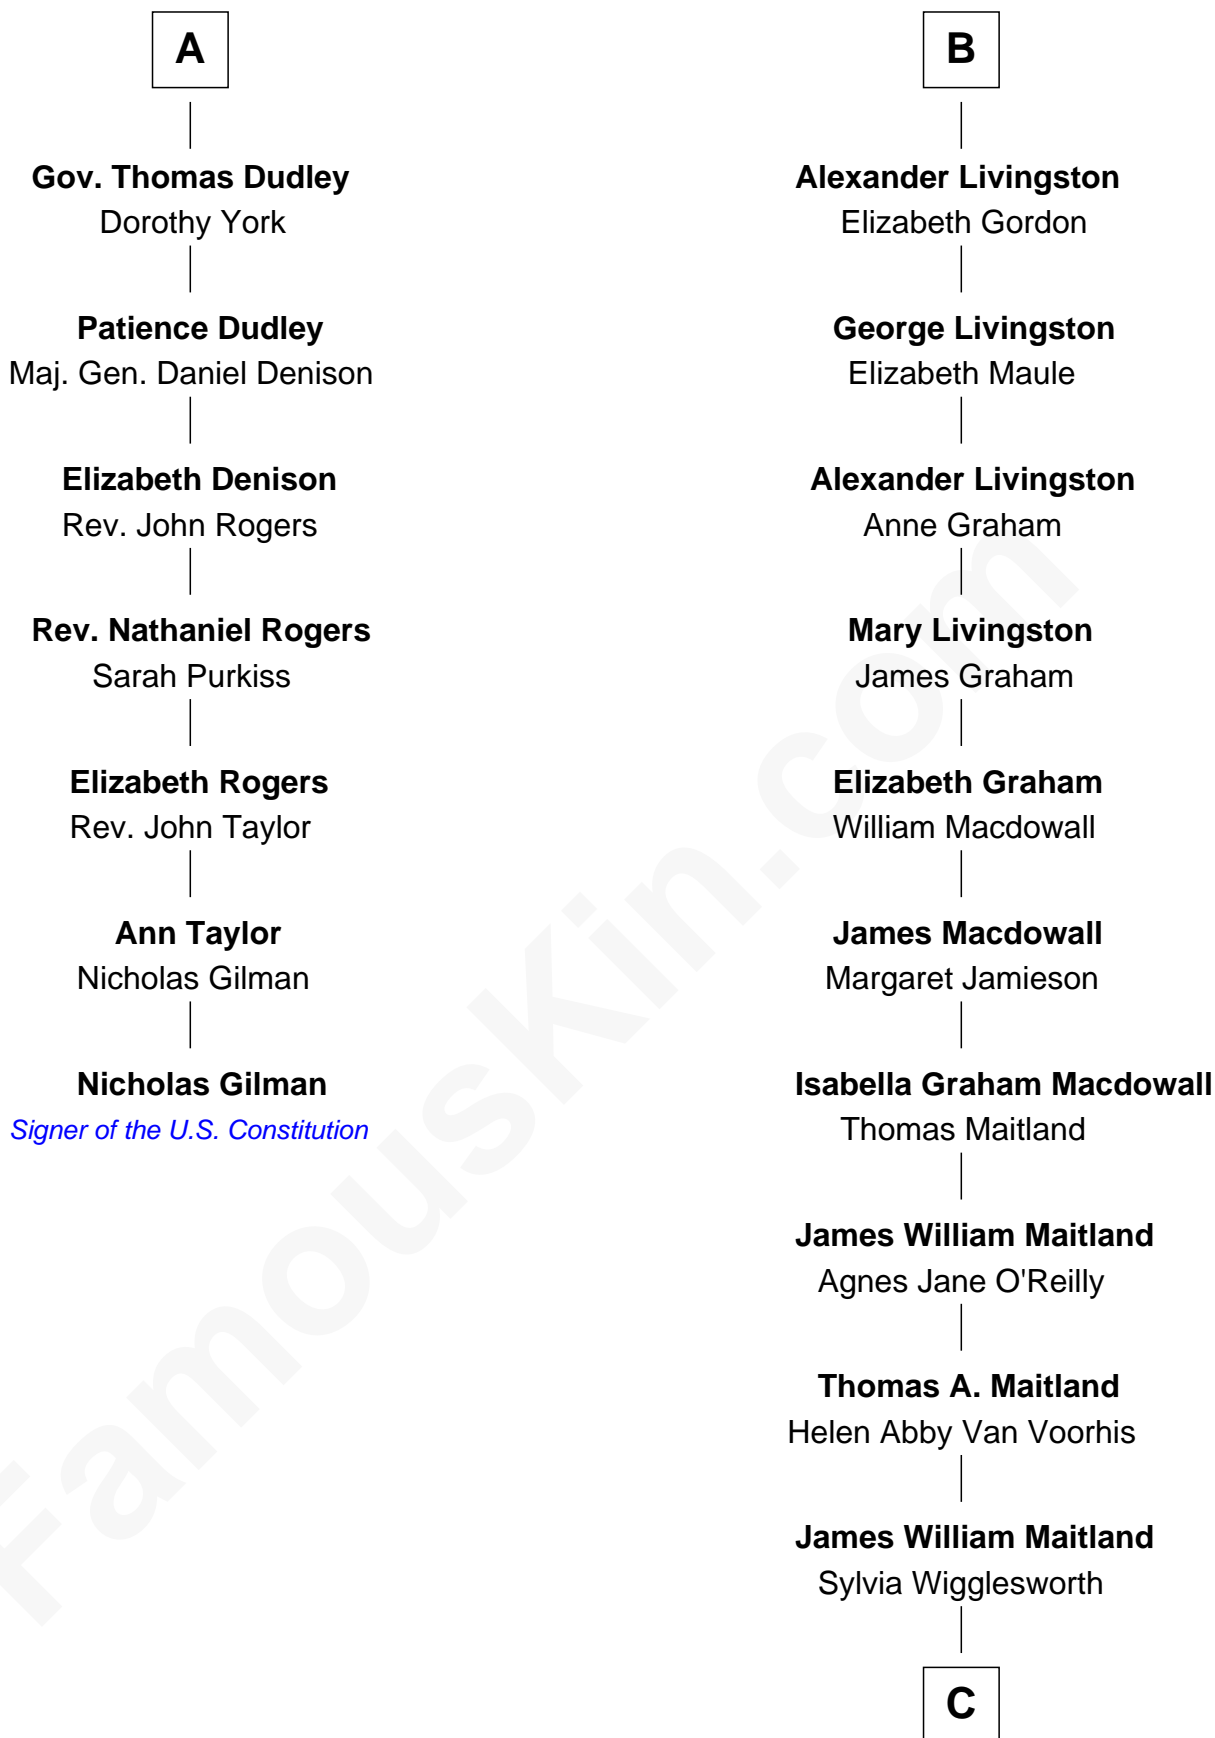 A
Gov. Thomas Dudley
Dorothy York
Patience Dudley
Maj. Gen. Daniel Denison
Elizabeth Denison
Rev. John Rogers
Rev. Nathaniel Rogers
Sarah Purkiss
Elizabeth Rogers
Rev. John Taylor
Ann Taylor
Nicholas Gilman
Nicholas Gilman
Signer of the U.S. Constitution
B
Alexander Livingston
Elizabeth Gordon
George Livingston
Elizabeth Maule
Alexander Livingston
Anne Graham
Mary Livingston
James Graham
Elizabeth Graham
William Macdowall
James Macdowall
Margaret Jamieson
Isabella Graham Macdowall
Thomas Maitland
James William Maitland
Agnes Jane O'Reilly
Thomas A. Maitland
Helen Abby Van Voorhis
James William Maitland
Sylvia Wigglesworth
C
FamousKin.com